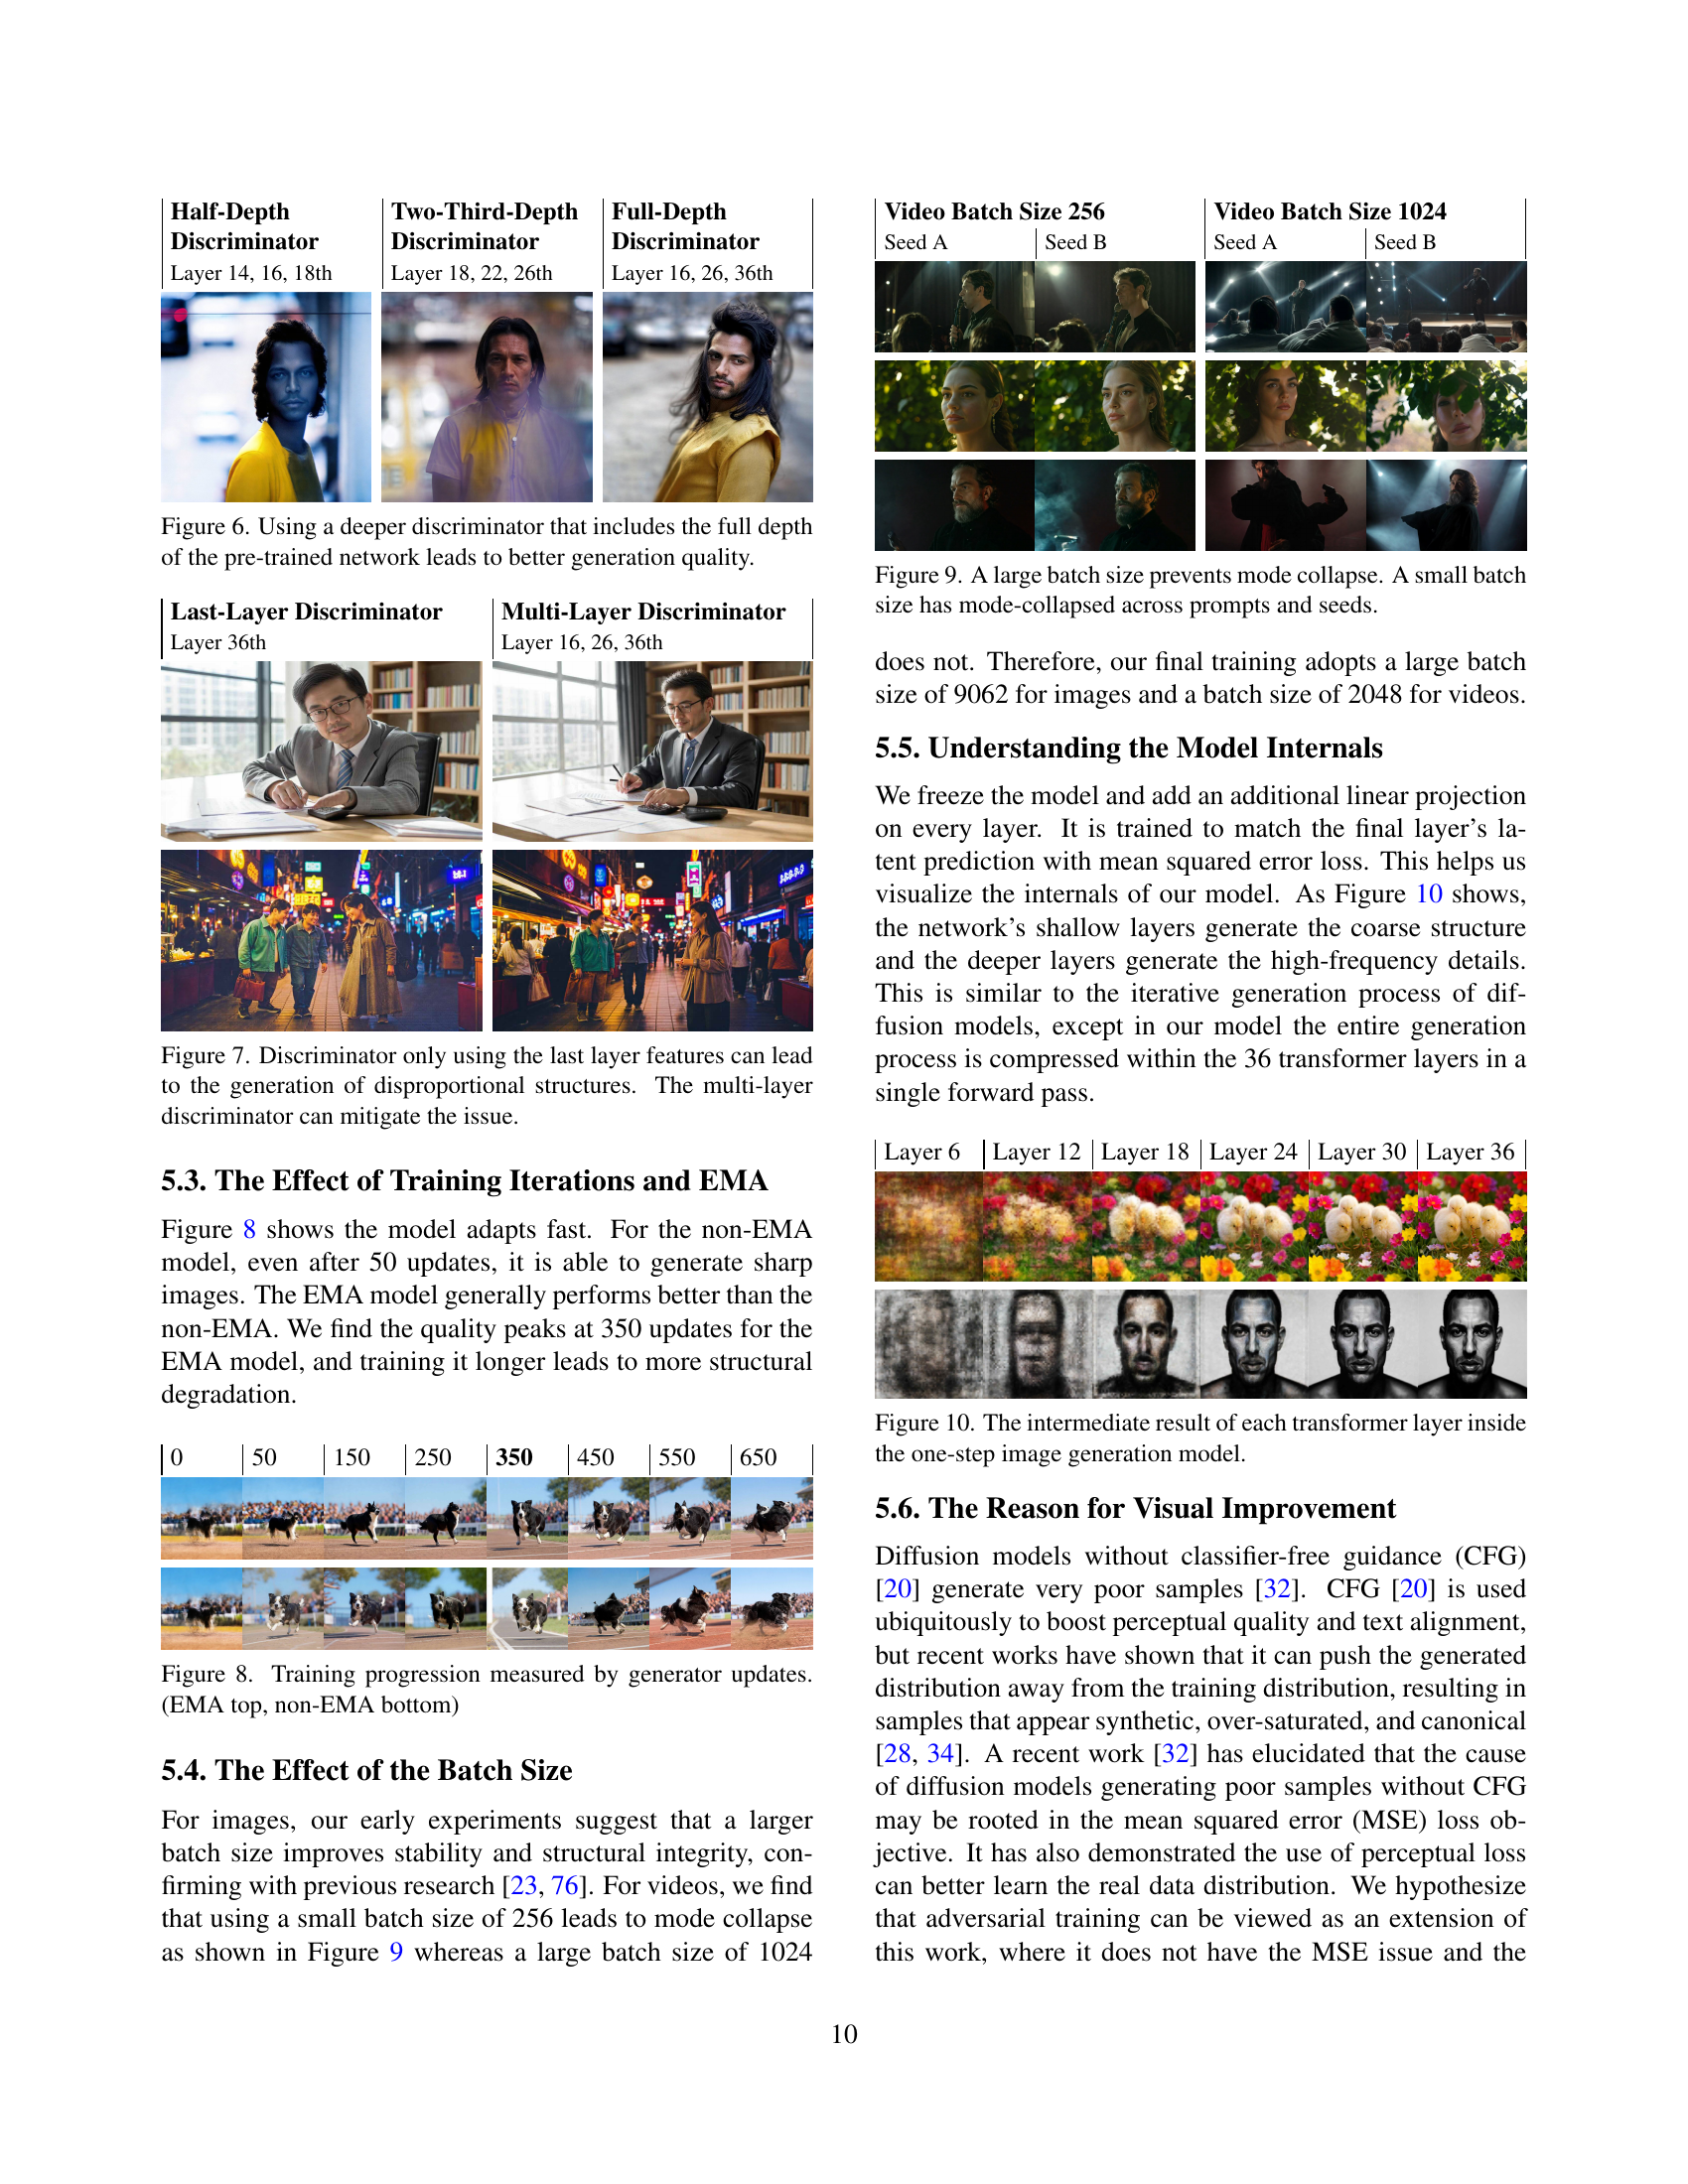 Half-Depth
Discriminator
Layer 14, 16, 18th
Two-Third-Depth
Discriminator
Layer 18, 22, 26th
Full-Depth
Discriminator
Layer 16, 26, 36th
Figure 6. Using a deeper discriminator that includes the full depth
of the pre-trained network leads to better generation quality.
Last-Layer Discriminator
Layer 36th
Multi-Layer Discriminator
Layer 16, 26, 36th
Figure 7. Discriminator only using the last layer features can lead
to the generation of disproportional structures. The multi-layer
discriminator can mitigate the issue.
5.3. The Effect of Training Iterations and EMA
Figure 8 shows the model adapts fast. For the non-EMA
model, even after 50 updates, it is able to generate sharp
images. The EMA model generally performs better than the
non-EMA. We find the quality peaks at 350 updates for the
EMA model, and training it longer leads to more structural
degradation.
0 50 150 250 350 450 550 650
Figure 8. Training progression measured by generator updates.
(EMA top, non-EMA bottom)
5.4. The Effect of the Batch Size
For images, our early experiments suggest that a larger
batch size improves stability and structural integrity, con-
firming with previous research [23, 76]. For videos, we find
that using a small batch size of 256 leads to mode collapse
as shown in Figure 9 whereas a large batch size of 1024
Video Batch Size 256
Seed A Seed B
Video Batch Size 1024
Seed A Seed B
Figure 9. A large batch size prevents mode collapse. A small batch
size has mode-collapsed across prompts and seeds.
does not. Therefore, our final training adopts a large batch
size of 9062 for images and a batch size of 2048 for videos.
5.5. Understanding the Model Internals
We freeze the model and add an additional linear projection
on every layer. It is trained to match the final layer's la-
tent prediction with mean squared error loss. This helps us
visualize the internals of our model. As Figure 10 shows,
the network's shallow layers generate the coarse structure
and the deeper layers generate the high-frequency details.
This is similar to the iterative generation process of dif-
fusion models, except in our model the entire generation
process is compressed within the 36 transformer layers in a
single forward pass.
Layer 6 Layer 12 Layer 18 Layer 24 Layer 30 Layer 36
Figure 10. The intermediate result of each transformer layer inside
the one-step image generation model.
5.6. The Reason for Visual Improvement
Diffusion models without classifier-free guidance (CFG)
[20] generate very poor samples [32]. CFG [20] is used
ubiquitously to boost perceptual quality and text alignment,
but recent works have shown that it can push the generated
distribution away from the training distribution, resulting in
samples that appear synthetic, over-saturated, and canonical
[28, 34]. A recent work [32] has elucidated that the cause
of diffusion models generating poor samples without CFG
may be rooted in the mean squared error (MSE) loss ob-
jective. It has also demonstrated the use of perceptual loss
can better learn the real data distribution. We hypothesize
that adversarial training can be viewed as an extension of
this work, where it does not have the MSE issue and the
10